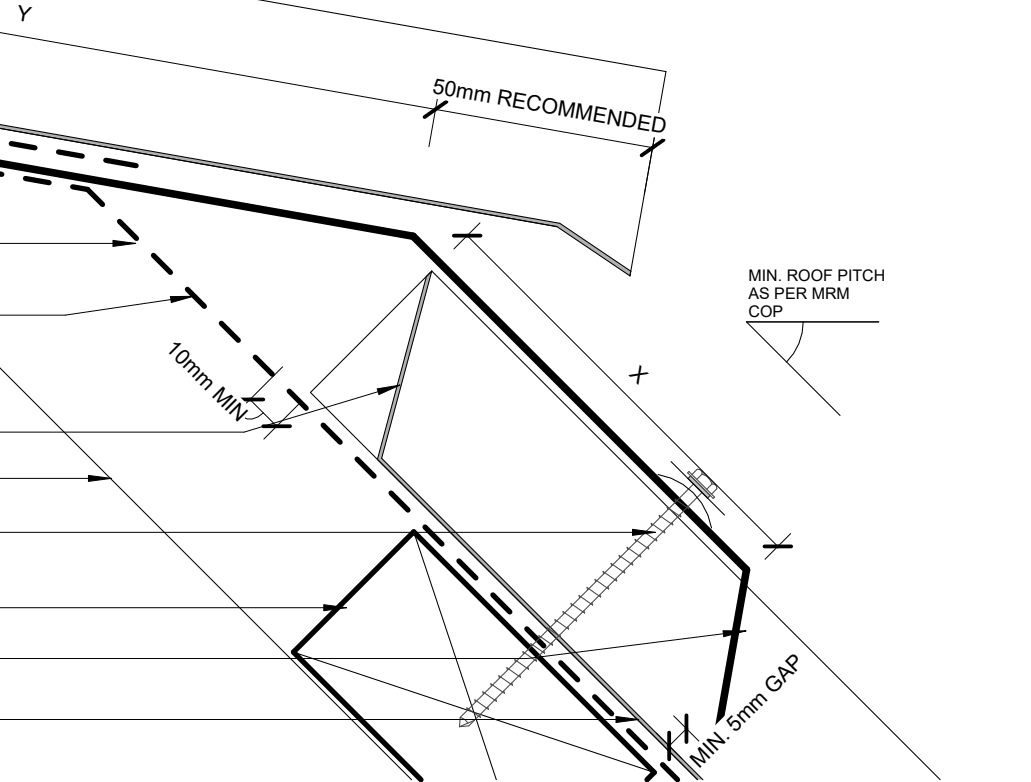 Y
50mm RECOMMENDED
MIN. ROOF PITCH
AS PER MRM
COP
10mm MIN
X
MIN. 5mm GAP